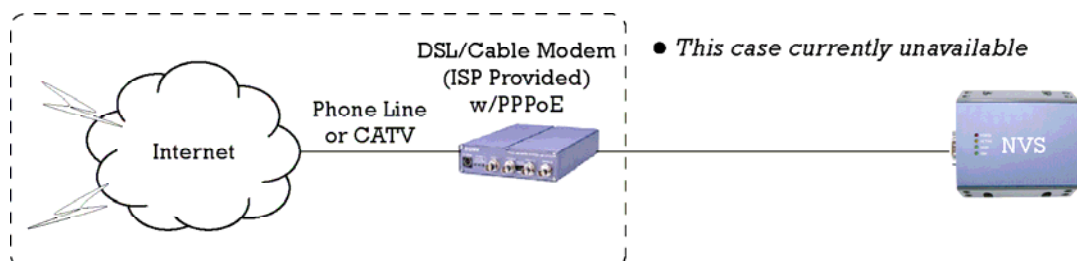 DSL/Cable Modem
(ISP Provided)
w/PPPoE
● This case currently unavailable
Phone Line
or CATV
Internet
NVS